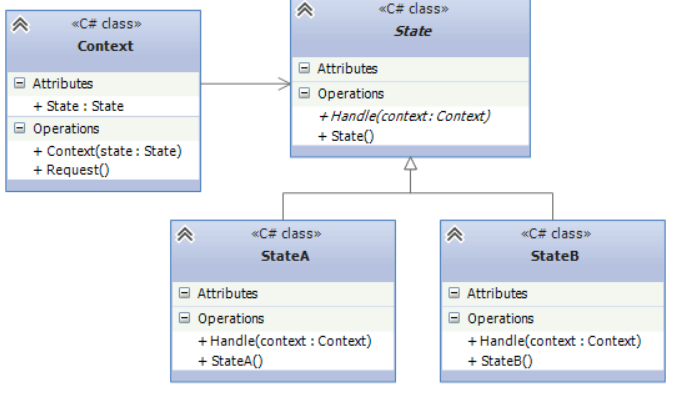 «C# class»
Context
Attributes
+ State : State
Operations
+ Context(state : State)
+ Request()
«C# class»
State
Attributes
Operations
+ Handle(context : Context)
+ State()
«C# class»
StateA
Attributes
Operations
+ Handle(context : Context)
+ StateA()
«C# class»
StateB
Attributes
Operations
+ Handle(context : Context)
+ StateB()